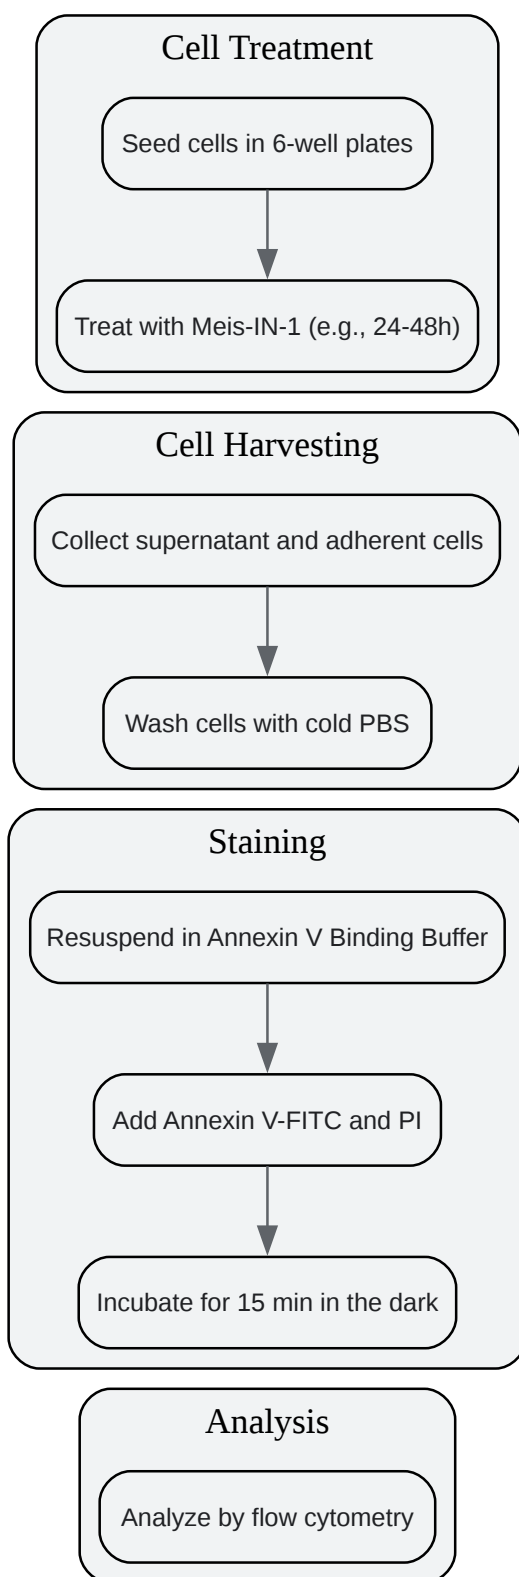 Cell Treatment
Seed cells in 6-well plates
Treat with Meis-IN-1 (e.g., 24-48h)
Cell Harvesting
Collect supernatant and adherent cells
Wash cells with cold PBS
Staining
Resuspend in Annexin V Binding Buffer
Add Annexin V-FITC and PI
Incubate for 15 min in the dark
Analysis
Analyze by flow cytometry